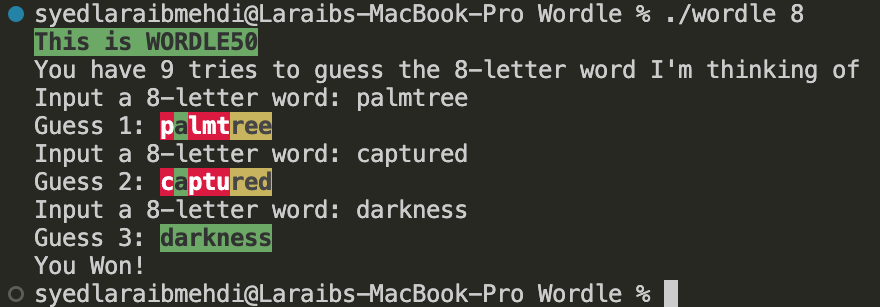 syedlaraibmehdi@Laraibs-MacBook-Pro Wordle % ./wordle 8
This is WORDLE50
You have 9 tries to guess the 8-letter word I'm thinking of
Input a 8-letter word: palmtree
Guess 1: palmtree
Input a 8-letter word: captured
Guess 2: captured
Input a 8-letter word: darkness
Guess 3: darkness
You Won!
syedlaraibmehdi@Laraibs-MacBook-Pro Wordle %